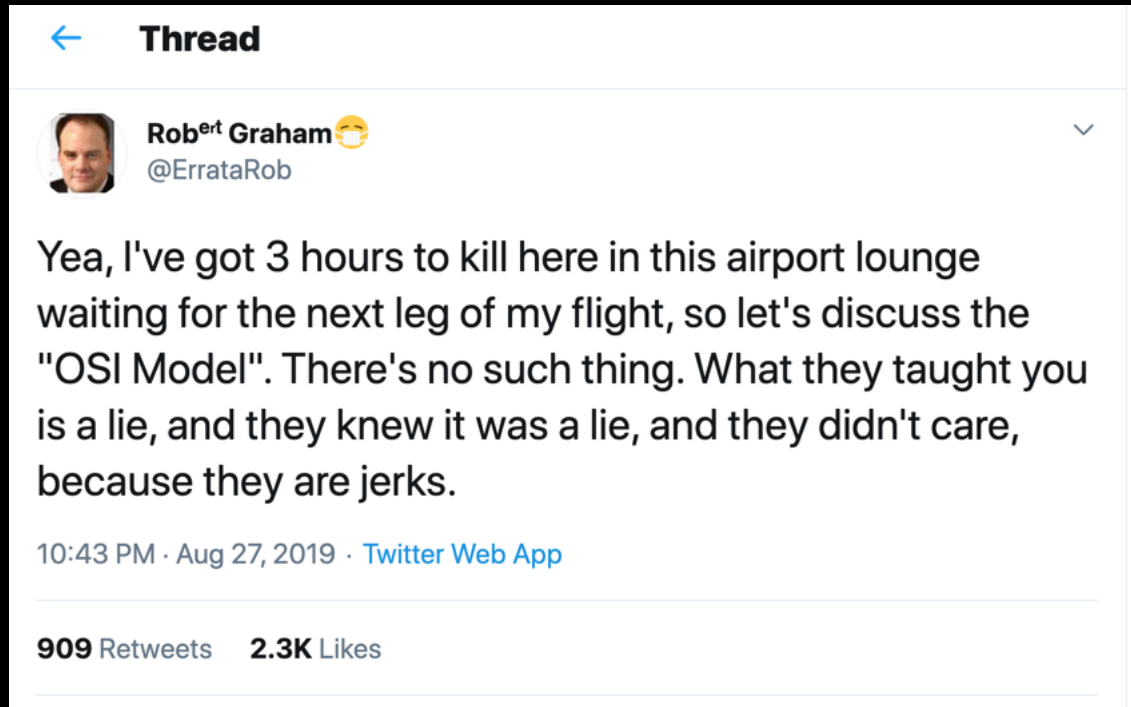 Thread
Robᵉʳᵗ Graham😷
@ErrataRob
Yea, I've got 3 hours to kill here in this airport lounge
waiting for the next leg of my flight, so let's discuss the
"OSI Model". There's no such thing. What they taught you
is a lie, and they knew it was a lie, and they didn't care,
because they are jerks.
10:43 PM · Aug 27, 2019 · Twitter Web App
909 Retweets 2.3K Likes